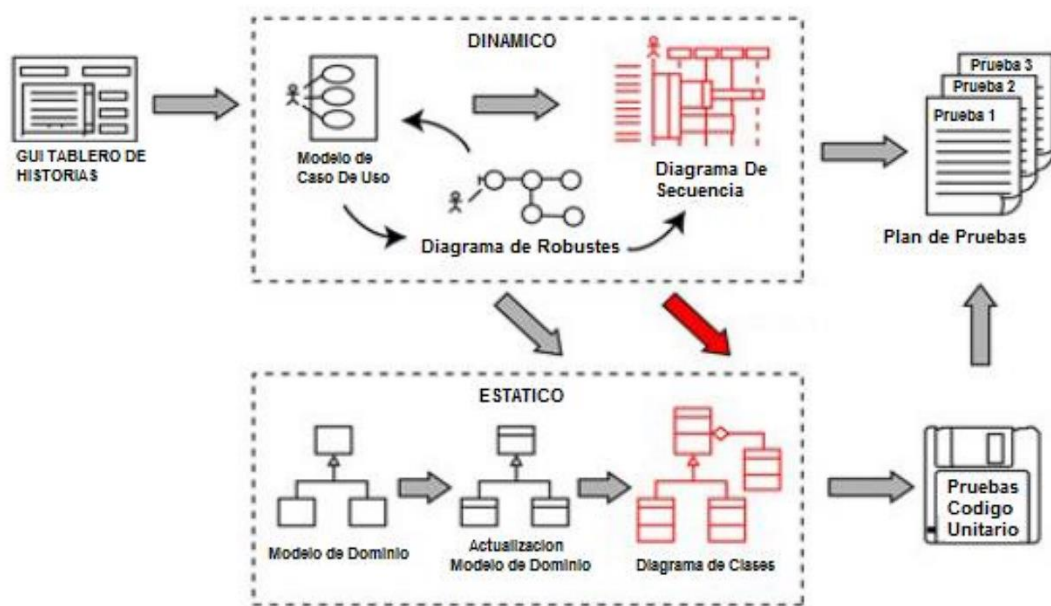 DINAMICO
GUI TABLERO DE
HISTORIAS
Modelo de
Caso De Uso
Diagrama de Robustes
Diagrama De
Secuencia
Prueba 3
Prueba 2
Prueba 1
Plan de Pruebas
ESTATICO
Modelo de Dominio
Actualizacion
Modelo de Dominio
Diagrama de Clases
Pruebas
Codigo
Unitario